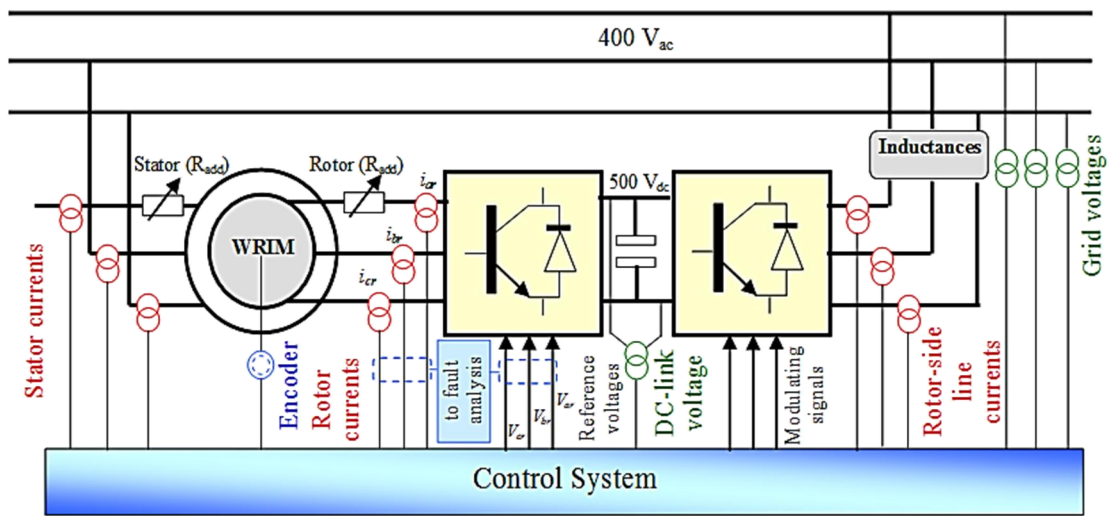 400 Vac
Stator (Radd)
Rotor (Radd)
iar
500 Vdc
Inductances
Grid voltages
WRIM
ibr
icr
Stator currents
Encoder
Rotor
currents
to fault
analysis
Vcr
Vbr
Var
Reference
voltages
DC-link
voltage
Modulating
signals
Rotor-side
line
currents
Control System